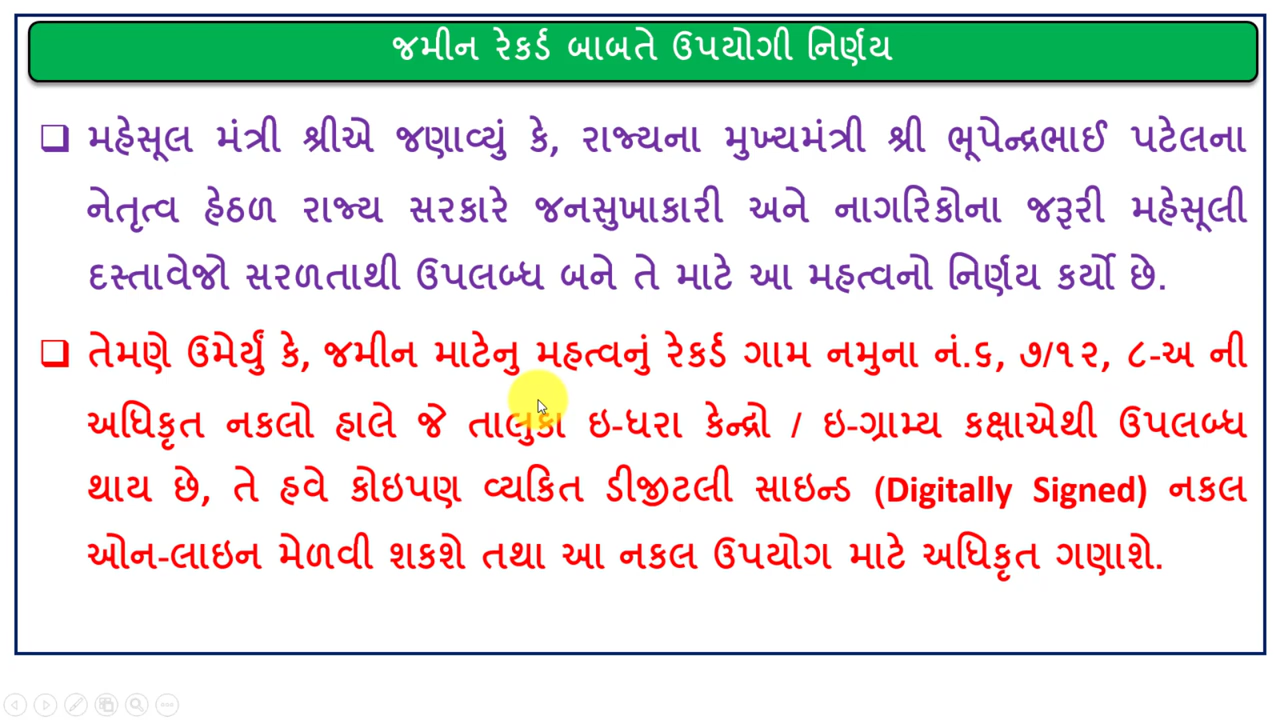 જમીન રેકર્ડ બાબતે ઉપયોગી નિર્ણય
મહેસૂલ મંત્રી શ્રીએ જણાવ્યું કે, રાજ્યના મુખ્યમંત્રી શ્રી ભૂપેન્દ્રભાઈ પટેલના
નેતૃત્વ હેઠળ રાજ્ય સરકારે જનસુખાકારી અને નાગરિકોના જરૂરી મહેસૂલી
દસ્તાવેજો સરળતાથી ઉપલબ્ધ બને તે માટે આ મહત્વનો નિર્ણય કર્યો છે.
તેમણે ઉમેર્યું કે, જમીન માટેનુ મહત્વનું રેકર્ડ ગામ નમુના નં.૬, ૭/૧૨, ૮-અ ની
અધિકૃત નકલો હાલે જે તાલુકા ઇ-ધરા કેન્દ્રો / ઇ-ગ્રામ્ય કક્ષાએથી ઉપલબ્ધ
થાય છે, તે હવે કોઇપણ વ્યકિત ડીજીટલી સાઇન્ડ (Digitally Signed) નકલ
ઓન-લાઇન મેળવી શકશે તથા આ નકલ ઉપયોગ માટે અધિકૃત ગણાશે.